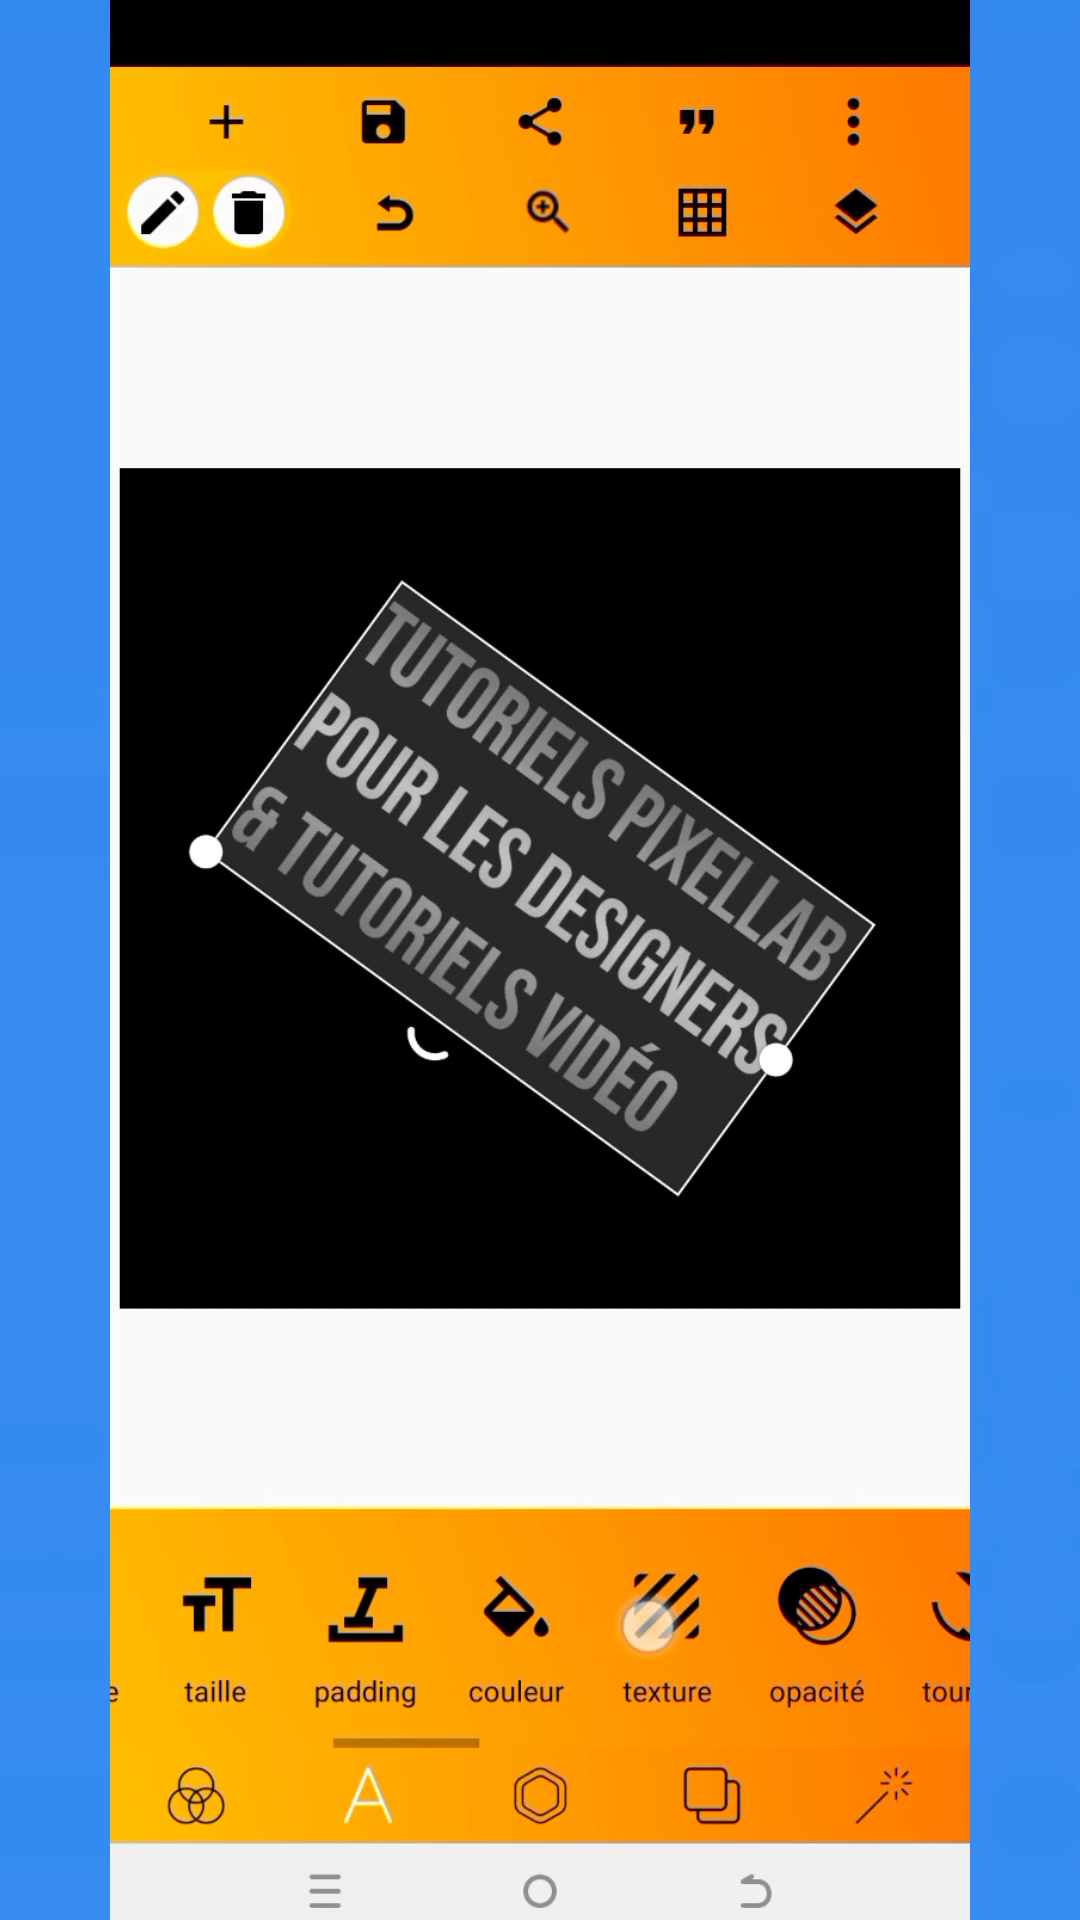 TUTORIELS PIXELLAB
POUR LES DESIGNERS
& TUTORIELS VIDÉO
taille
padding
couleur
texture
opacité